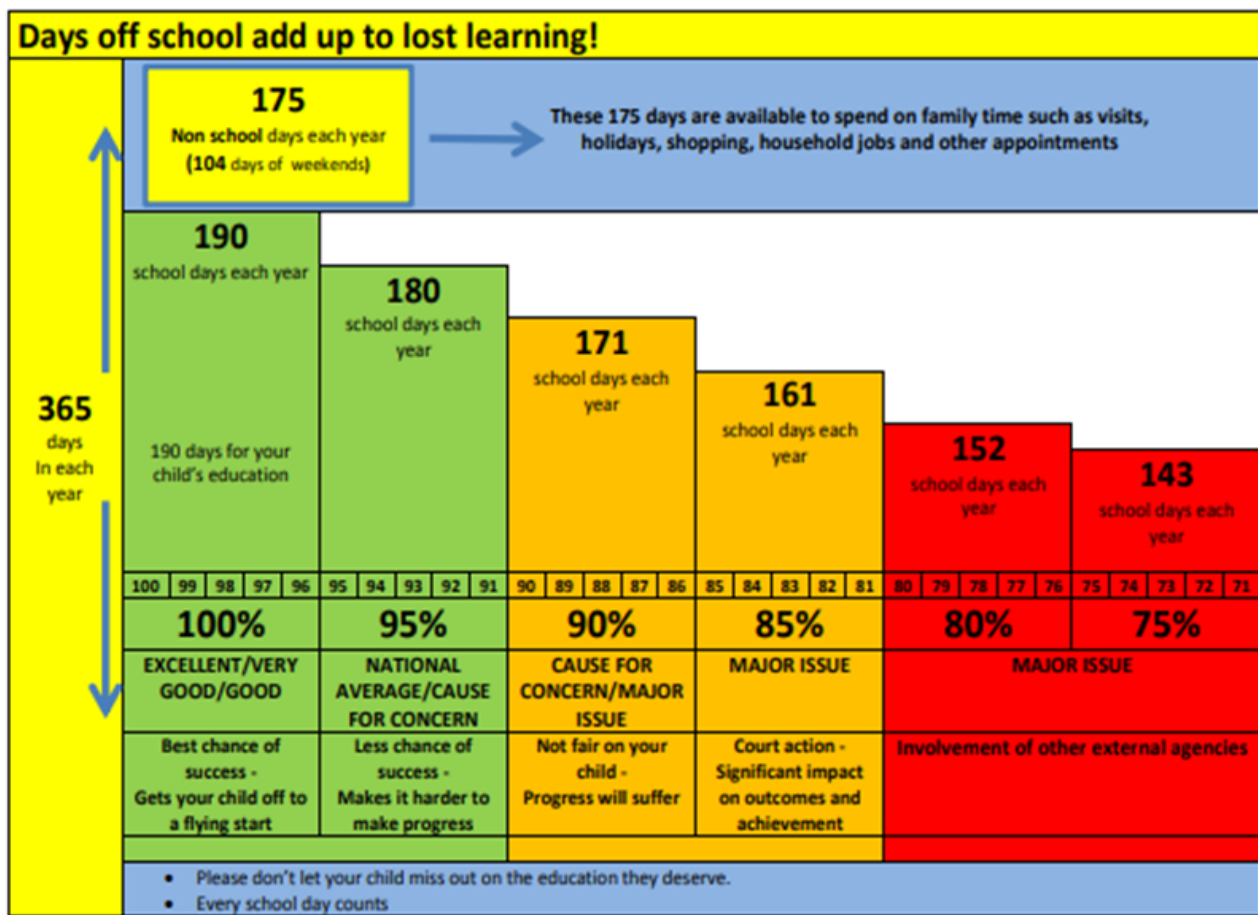 Days off school add up to lost learning!
175
Non school days each year
(104 days of weekends)
These 175 days are available to spend on family time such as visits,
holidays, shopping, household jobs and other appointments
365
days
In each
year
190
school days each year
190 days for your
child's education
180
school days each
year
171
school days each
year
161
school days each
year
152
school days each
year
143
school days each
year
100 99 98 97 96 95 94 93 92 91 90 89 88 87 86 85 84 83 82 81 80 79 78 77 76 75 74 73 72 71
100% 95% 90% 85% 80% 75%
EXCELLENT/VERY
GOOD/GOOD
NATIONAL
AVERAGE/CAUSE
FOR CONCERN
CAUSE FOR
CONCERN/MAJOR
ISSUE
MAJOR ISSUE
MAJOR ISSUE
Best chance of
success -
Gets your child off to
a flying start
Less chance of
success -
Makes it harder to
make progress
Not fair on your
child -
Progress will suffer
Court action -
Significant impact
on outcomes and
achievement
Involvement of other external agencies
• Please don't let your child miss out on the education they deserve.
• Every school day counts